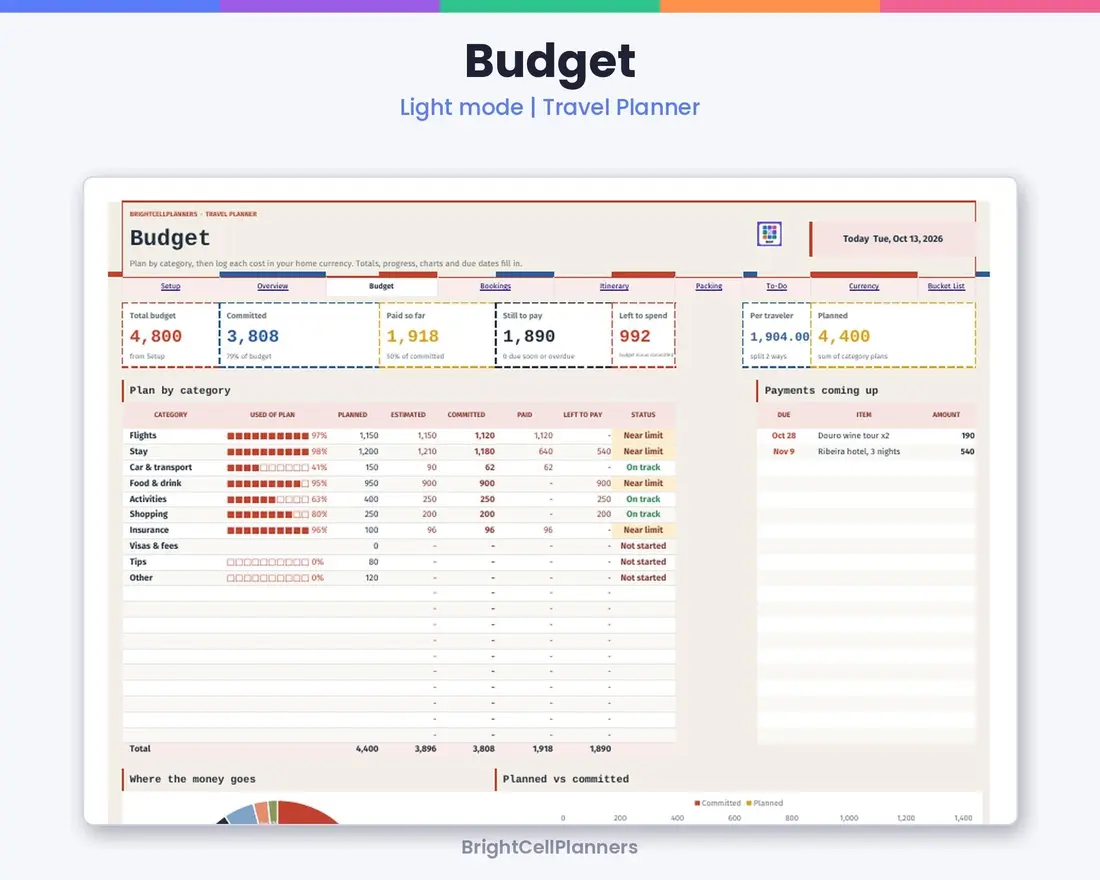 Budget
Light mode | Travel Planner
BRIGHTCELLPLANNERS · TRAVEL PLANNER
Budget
Plan by category, then log each cost in your home currency. Totals, progress, charts and due dates fill in.
Today Tue, Oct 13, 2026
Setup Overview Budget Bookings Itinerary Packing To-Do Currency Bucket List
Total budget Committed Paid so far Still to pay Left to spend Per traveler Planned
4,800 3,808 1,918 1,890 992 1,904.00 4,400
from Setup 79% of budget 50% of committed 0 due soon or overdue split 2 ways sum of category plans
Plan by category
CATEGORY USED OF PLAN PLANNED ESTIMATED COMMITTED PAID LEFT TO PAY STATUS
Flights 97% 1,150 1,150 1,120 1,120 - Near limit
Stay 98% 1,200 1,210 1,180 640 540 Near limit
Car & transport 41% 150 90 62 62 - On track
Food & drink 95% 950 900 900 - 900 Near limit
Activities 63% 400 250 250 - 250 On track
Shopping 80% 250 200 200 - 200 On track
Insurance 96% 100 96 96 96 - Near limit
Visas & fees 0 - - - - Not started
Tips 0% 80 - - - - Not started
Other 0% 120 - - - - Not started
- - - -
- - - -
- - - -
- - - -
- - - -
- - - -
- - - -
- - - -
- - - -
- - - -
Total 4,400 3,896 3,808 1,918 1,890
Payments coming up
DUE ITEM AMOUNT
Oct 28 Douro wine tour x2 190
Nov 9 Ribeira hotel, 3 nights 540
Where the money goes
Planned vs committed
Committed Planned
0 200 400 600 800 1,000 1,200 1,400
BrightCellPlanners